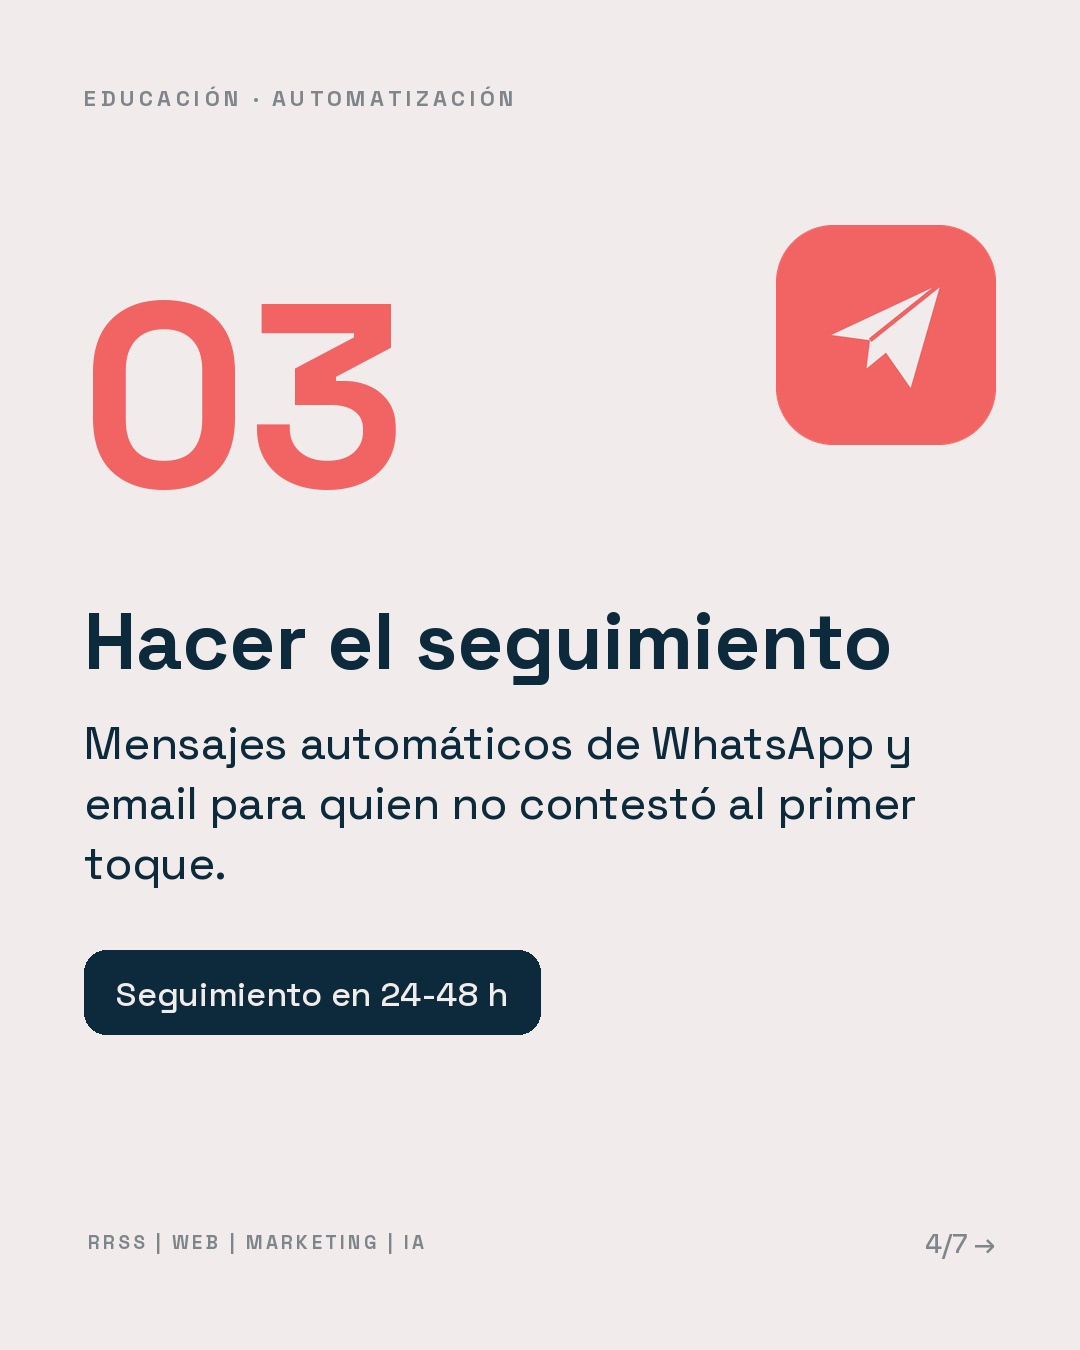 EDUCACIÓN · AUTOMATIZACIÓN
03
Hacer el seguimiento
Mensajes automáticos de WhatsApp y
email para quien no contestó al primer
toque.
Seguimiento en 24-48 h
RRSS | WEB | MARKETING | IA
4/7 →